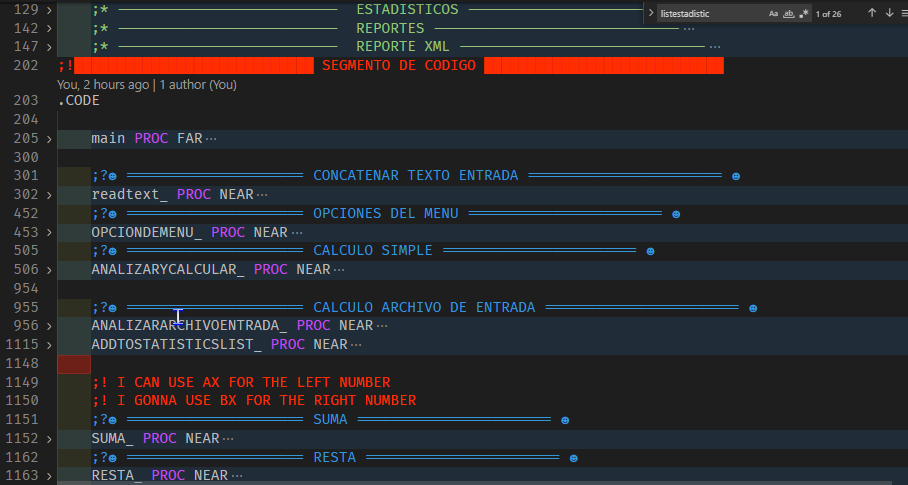 listestadistic Aa ab .* 1 of 26
129 ;* ESTADISTICOS
142 ;* REPORTES ...
147 ;* REPORTE XML ...
202 ;! SEGMENTO DE CODIGO
You, 2 hours ago | 1 author (You)
203 .CODE
204
205 main PROC FAR ...
300
301 ;?☻ CONCATENAR TEXTO ENTRADA ☻
302 readtext_ PROC NEAR ...
452 ;?☻ OPCIONES DEL MENU ☻
453 OPCIONDEMENU_ PROC NEAR ...
505 ;?☻ CALCULO SIMPLE ☻
506 ANALIZARYCALCULAR_ PROC NEAR ...
954
955 ;?☻ CALCULO ARCHIVO DE ENTRADA ☻
956 ANALIZARARCHIVOENTRADA_ PROC NEAR ...
1115 ADDTOSTATISTICSLIST_ PROC NEAR ...
1148
1149 ;! I CAN USE AX FOR THE LEFT NUMBER
1150 ;! I GONNA USE BX FOR THE RIGHT NUMBER
1151 ;?☻ SUMA ☻
1152 SUMA_ PROC NEAR ...
1162 ;?☻ RESTA ☻
1163 RESTA_ PROC NEAR ...